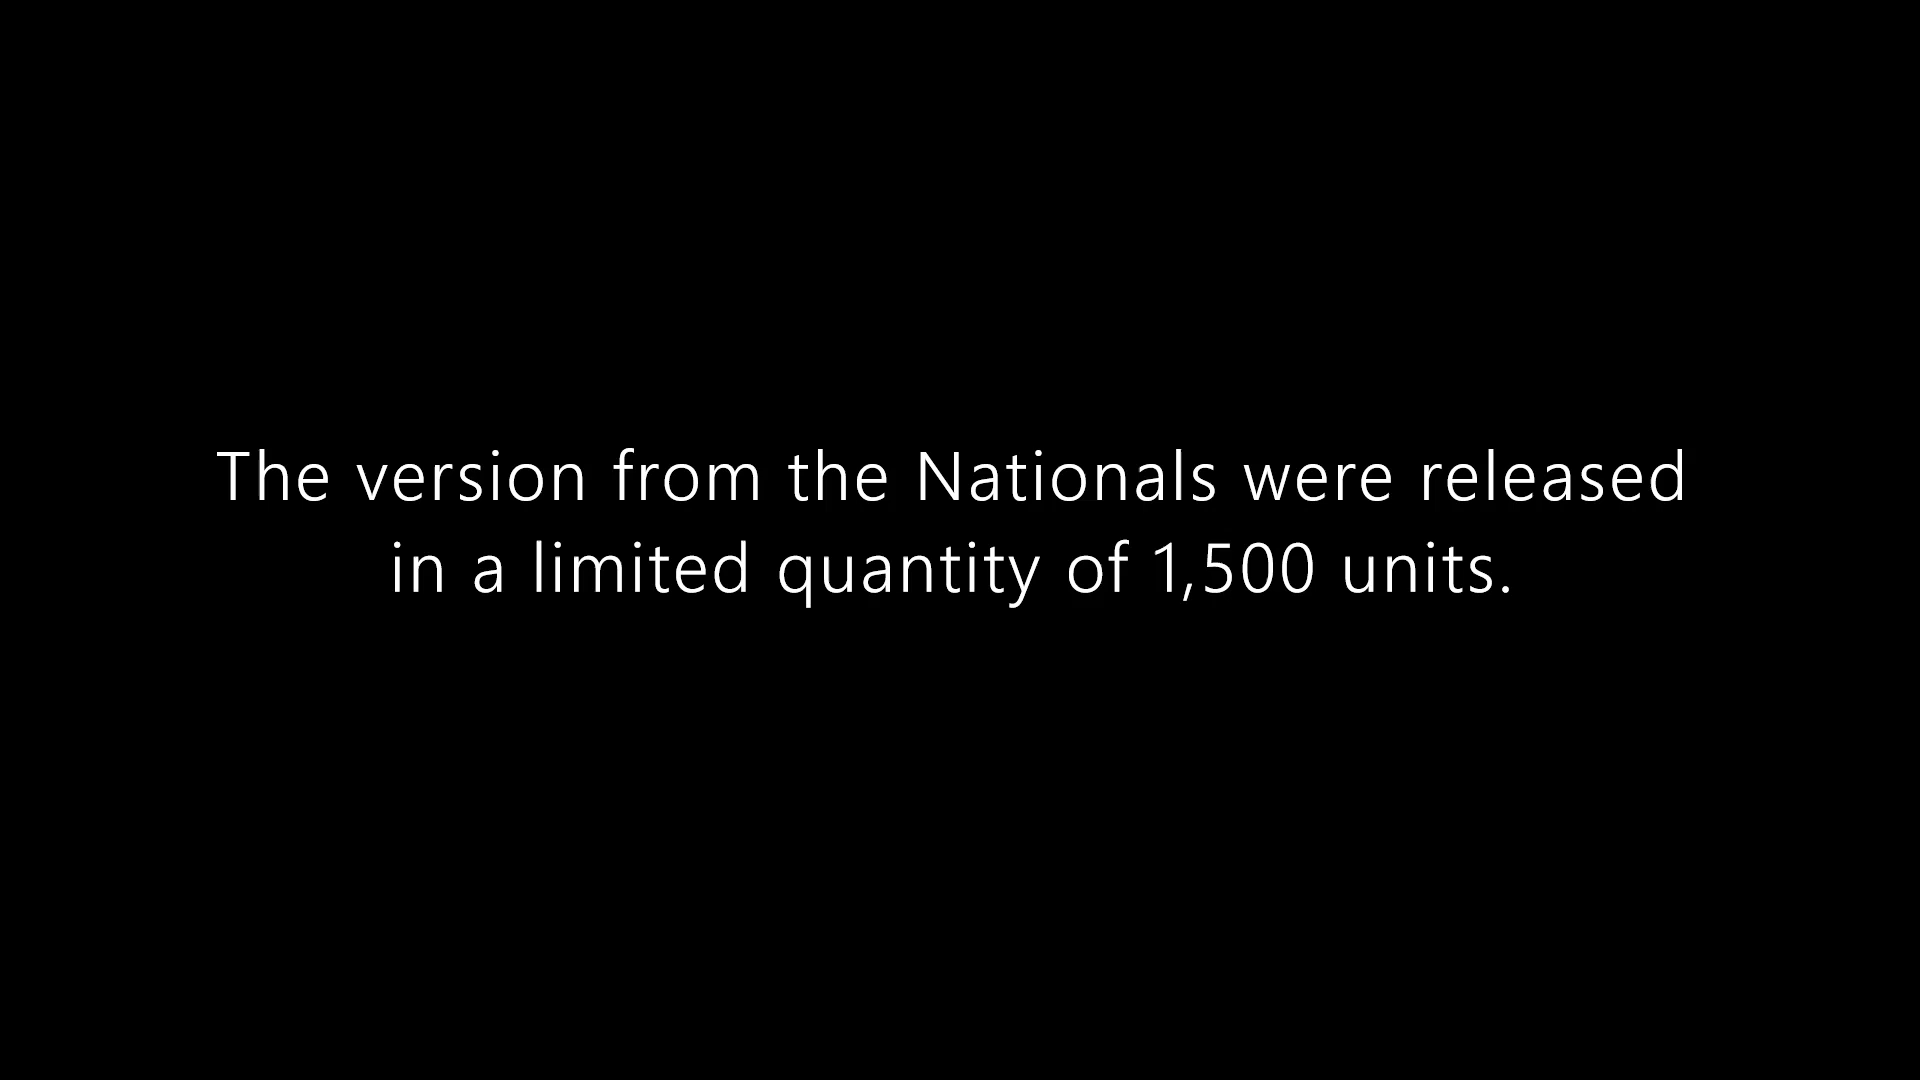 The version from the Nationals were released
in a limited quantity of 1,500 units.